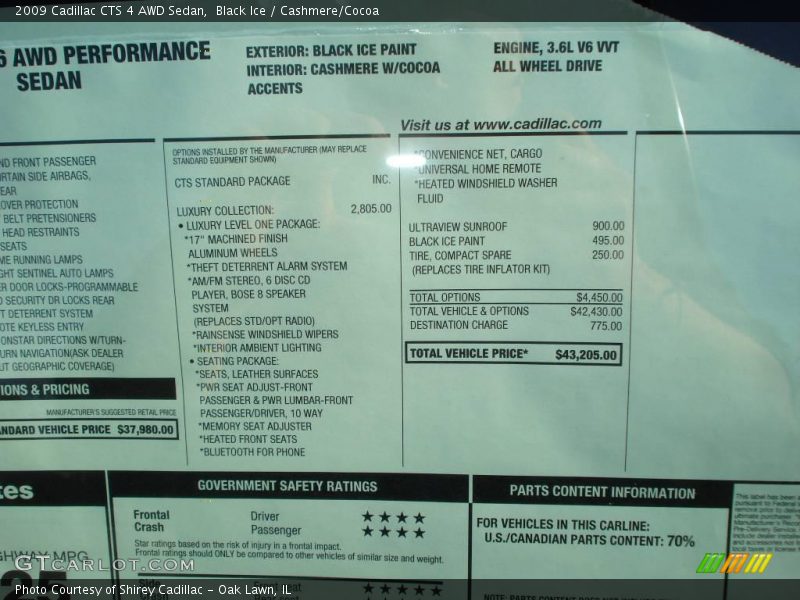 2009 Cadillac CTS 4 AWD Sedan, Black Ice / Cashmere/Cocoa
6 AWD PERFORMANCE
SEDAN
EXTERIOR: BLACK ICE PAINT
INTERIOR: CASHMERE W/COCOA
ACCENTS
ENGINE, 3.6L V6 VVT
ALL WHEEL DRIVE
Visit us at www.cadillac.com
ND FRONT PASSENGER
RTAIN SIDE AIRBAGS,
EAR
OVER PROTECTION
BELT PRETENSIONERS
HEAD RESTRAINTS
SEATS
ME RUNNING LAMPS
GHT SENTINEL AUTO LAMPS
ER DOOR LOCKS-PROGRAMMABLE
D SECURITY DR LOCKS REAR
T DETERRENT SYSTEM
OTE KEYLESS ENTRY
ONSTAR DIRECTIONS W/TURN-
URN NAVIGATION(ASK DEALER
UT GEOGRAPHIC COVERAGE)
IONS & PRICING
MANUFACTURER'S SUGGESTED RETAIL PRICE
ANDARD VEHICLE PRICE $37,980.00
OPTIONS INSTALLED BY THE MANUFACTURER (MAY REPLACE
STANDARD EQUIPMENT SHOWN)
CTS STANDARD PACKAGE INC.
LUXURY COLLECTION: 2,805.00
• LUXURY LEVEL ONE PACKAGE:
*17" MACHINED FINISH
ALUMINUM WHEELS
*THEFT DETERRENT ALARM SYSTEM
*AM/FM STEREO, 6 DISC CD
PLAYER, BOSE 8 SPEAKER
SYSTEM
(REPLACES STD/OPT RADIO)
*RAINSENSE WINDSHIELD WIPERS
*INTERIOR AMBIENT LIGHTING
• SEATING PACKAGE:
*SEATS, LEATHER SURFACES
*PWR SEAT ADJUST-FRONT
PASSENGER & PWR LUMBAR-FRONT
PASSENGER/DRIVER, 10 WAY
*MEMORY SEAT ADJUSTER
*HEATED FRONT SEATS
*BLUETOOTH FOR PHONE
*CONVENIENCE NET, CARGO
*UNIVERSAL HOME REMOTE
*HEATED WINDSHIELD WASHER
FLUID
ULTRAVIEW SUNROOF 900.00
BLACK ICE PAINT 495.00
TIRE, COMPACT SPARE 250.00
(REPLACES TIRE INFLATOR KIT)
TOTAL OPTIONS $4,450.00
TOTAL VEHICLE & OPTIONS $42,430.00
DESTINATION CHARGE 775.00
TOTAL VEHICLE PRICE* $43,205.00
tes
HIGHWAY MPG
25
GOVERNMENT SAFETY RATINGS
Frontal Driver ★★★★
Crash Passenger ★★★★
Star ratings based on the risk of injury in a frontal impact.
Frontal ratings should ONLY be compared to other vehicles of similar size and weight.
Side Front seat ★★★★★
PARTS CONTENT INFORMATION
FOR VEHICLES IN THIS CARLINE:
U.S./CANADIAN PARTS CONTENT: 70%
This label has been
pursuant to Federal
GTCarLot.com
Photo Courtesy of Shirey Cadillac - Oak Lawn, IL